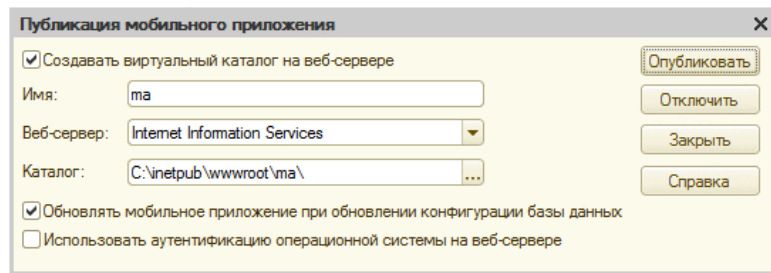 Публикация мобильного приложения
Создавать виртуальный каталог на веб-сервере
Опубликовать
Имя: ma
Отключить
Веб-сервер: Internet Information Services
Закрыть
Каталог: C:\inetpub\wwwroot\ma\ ...
Справка
Обновлять мобильное приложение при обновлении конфигурации базы данных
Использовать аутентификацию операционной системы на веб-сервере